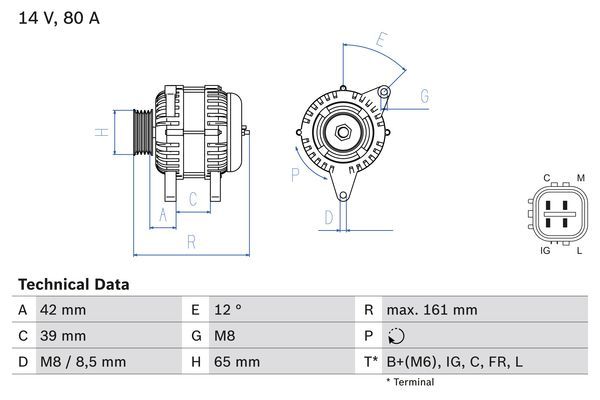 14 V, 80 A
E
G
H
P
C
A
D
R
C M
IG L
Technical Data
A 42 mm E 12 º R max. 161 mm
C 39 mm G M8 P
D M8 / 8,5 mm H 65 mm T* B+(M6), IG, C, FR, L
* Terminal